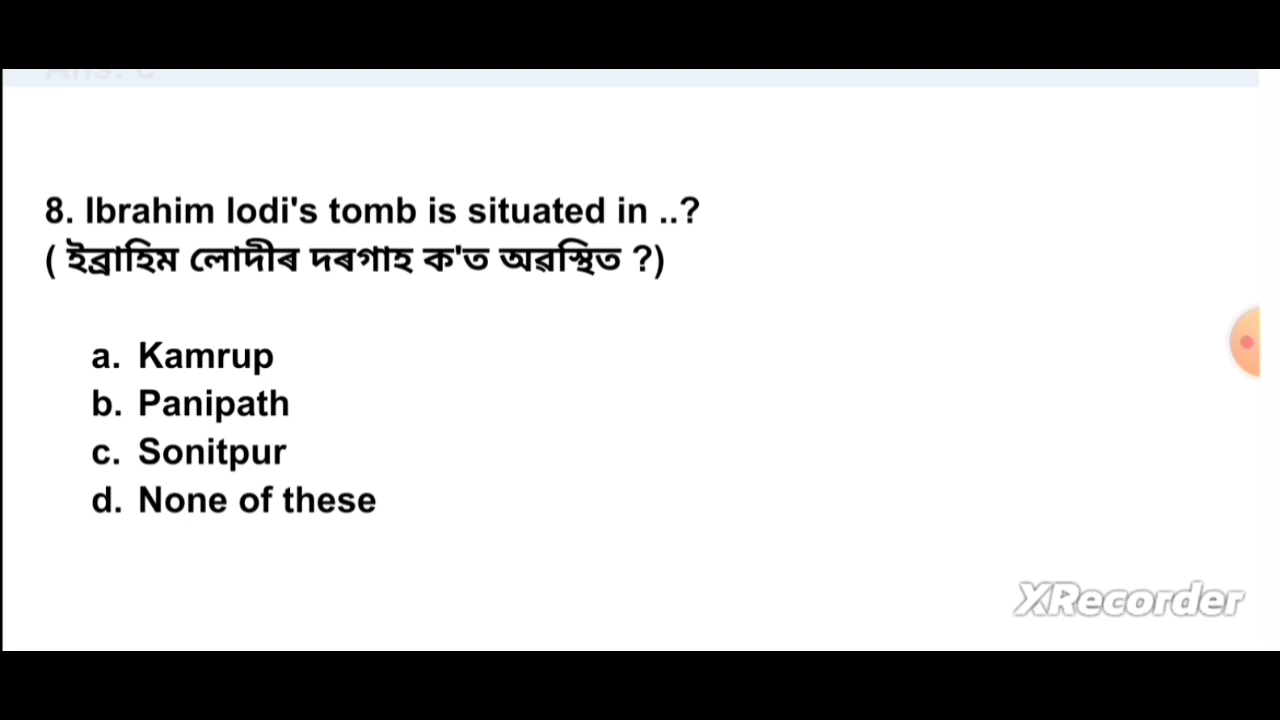 8. Ibrahim lodi's tomb is situated in ..?
( ইব্ৰাহিম লোদীৰ দৰগাহ ক'ত অৱস্থিত ?)
a. Kamrup
b. Panipath
c. Sonitpur
d. None of these
XRecorder